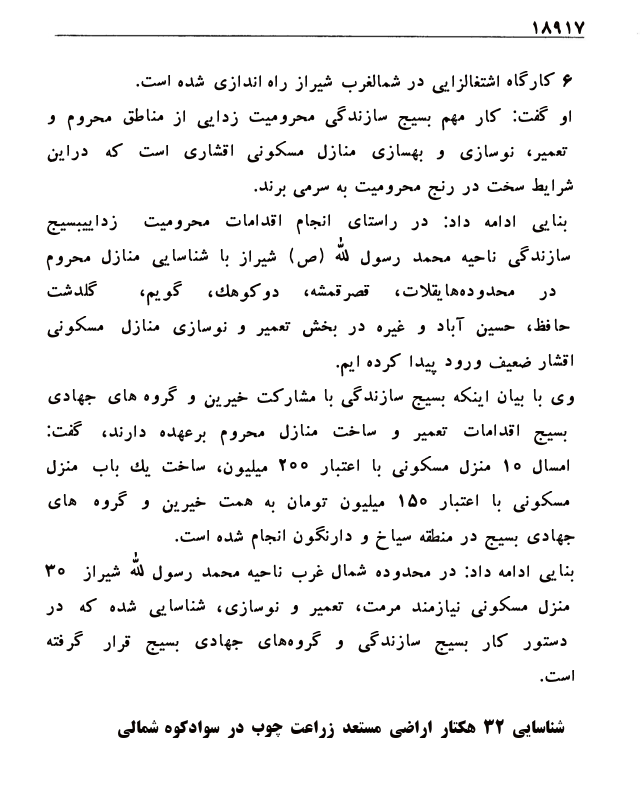 ۱۸۹۱۷
۶ کارگاه اشتغالزایی در شمالغرب شیراز راه اندازی شده است.
او گفت: کار مهم بسیج سازندگی محرومیت زدایی از مناطق محروم و
تعمیر، نوسازی و بهسازی منازل مسکونی اقشاری است که دراین
شرایط سخت در رنج محرومیت به سرمی برند.
بنایی ادامه داد: در راستای انجام اقدامات محرومیت زداییبسیج
سازندگی ناحیه محمد رسول الله (ص) شیراز با شناسایی منازل محروم
در محدوده‌هایقلات، قصرقمشه، دوکوهك، گویم، گلدشت
حافظ، حسین آباد و غیره در بخش تعمیر و نوسازی منازل مسکونی
اقشار ضعیف ورود پیدا کرده ایم.
وی با بیان اینکه بسیج سازندگی با مشارکت خیرین و گروه های جهادی
بسیج اقدامات تعمیر و ساخت منازل محروم برعهده دارند، گفت:
امسال ۱۰ منزل مسکونی با اعتبار ۲۰۰ میلیون، ساخت یك باب منزل
مسکونی با اعتبار ۱۵۰ میلیون تومان به همت خیرین و گروه های
جهادی بسیج در منطقه سیاخ و دارنگون انجام شده است.
بنایی ادامه داد: در محدوده شمال غرب ناحیه محمد رسول الله شیراز ۳۰
منزل مسکونی نیازمند مرمت، تعمیر و نوسازی، شناسایی شده که در
دستور کار بسیج سازندگی و گروه‌های جهادی بسیج قرار گرفته
است.
شناسایی ۳۲ هکتار اراضی مستعد زراعت چوب در سوادکوه شمالی